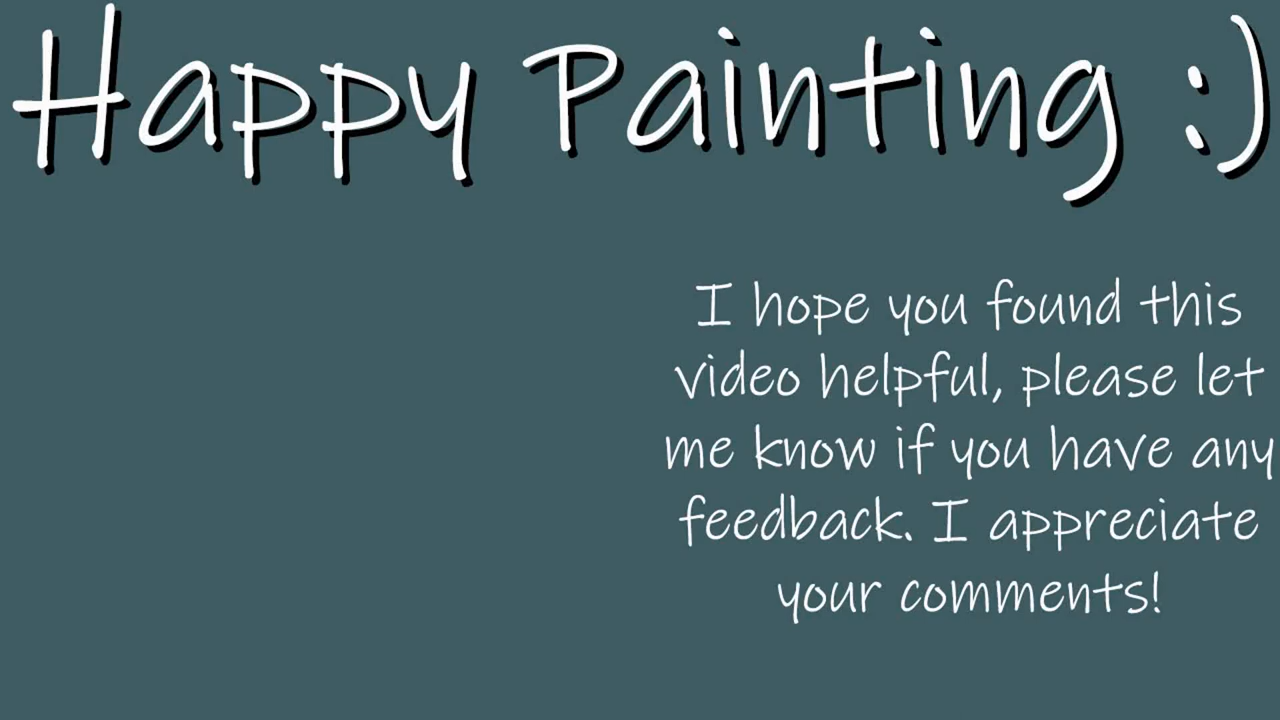 Happy Painting :)
I hope you found this
video helpful, please let
me know if you have any
feedback. I appreciate
your comments!